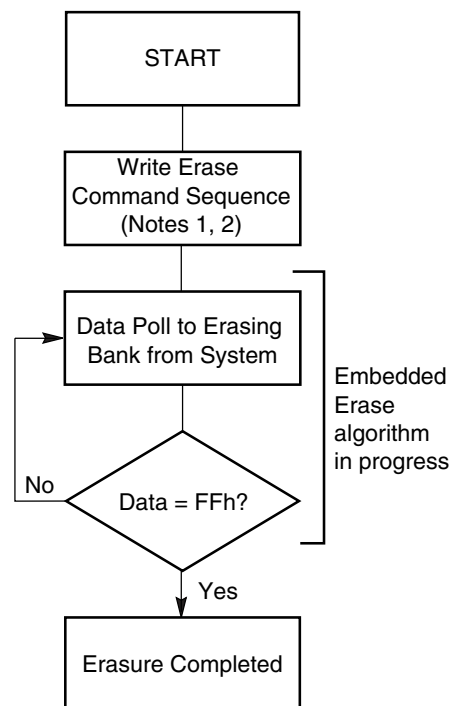 START
Write Erase
Command Sequence
(Notes 1, 2)
Data Poll to Erasing
Bank from System
Embedded
Erase
algorithm
in progress
No
Data = FFh?
Yes
Erasure Completed